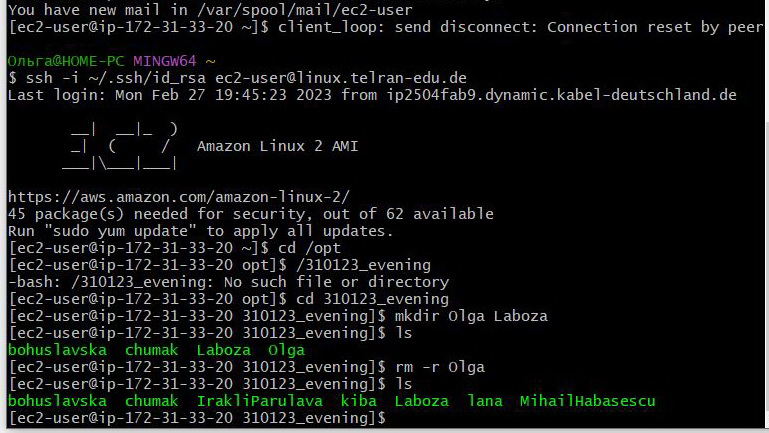 You have new mail in /var/spool/mail/ec2-user
[ec2-user@ip-172-31-33-20 ~]$ client_loop: send disconnect: Connection reset by peer
Ольга@HOME-PC MINGW64 ~
$ ssh -i ~/.ssh/id_rsa ec2-user@linux.telran-edu.de
Last login: Mon Feb 27 19:45:23 2023 from ip2504fab9.dynamic.kabel-deutschland.de
       __|  __|_  )
       _|  (     /   Amazon Linux 2 AMI
      ___|\___|___|
https://aws.amazon.com/amazon-linux-2/
45 package(s) needed for security, out of 62 available
Run "sudo yum update" to apply all updates.
[ec2-user@ip-172-31-33-20 ~]$ cd /opt
[ec2-user@ip-172-31-33-20 opt]$ /310123_evening
-bash: /310123_evening: No such file or directory
[ec2-user@ip-172-31-33-20 opt]$ cd 310123_evening
[ec2-user@ip-172-31-33-20 310123_evening]$ mkdir Olga Laboza
[ec2-user@ip-172-31-33-20 310123_evening]$ ls
bohuslavska  chumak  Laboza  Olga
[ec2-user@ip-172-31-33-20 310123_evening]$ rm -r Olga
[ec2-user@ip-172-31-33-20 310123_evening]$ ls
bohuslavska  chumak  IrakliParulava  kiba  Laboza  lana  MihailHabasescu
[ec2-user@ip-172-31-33-20 310123_evening]$